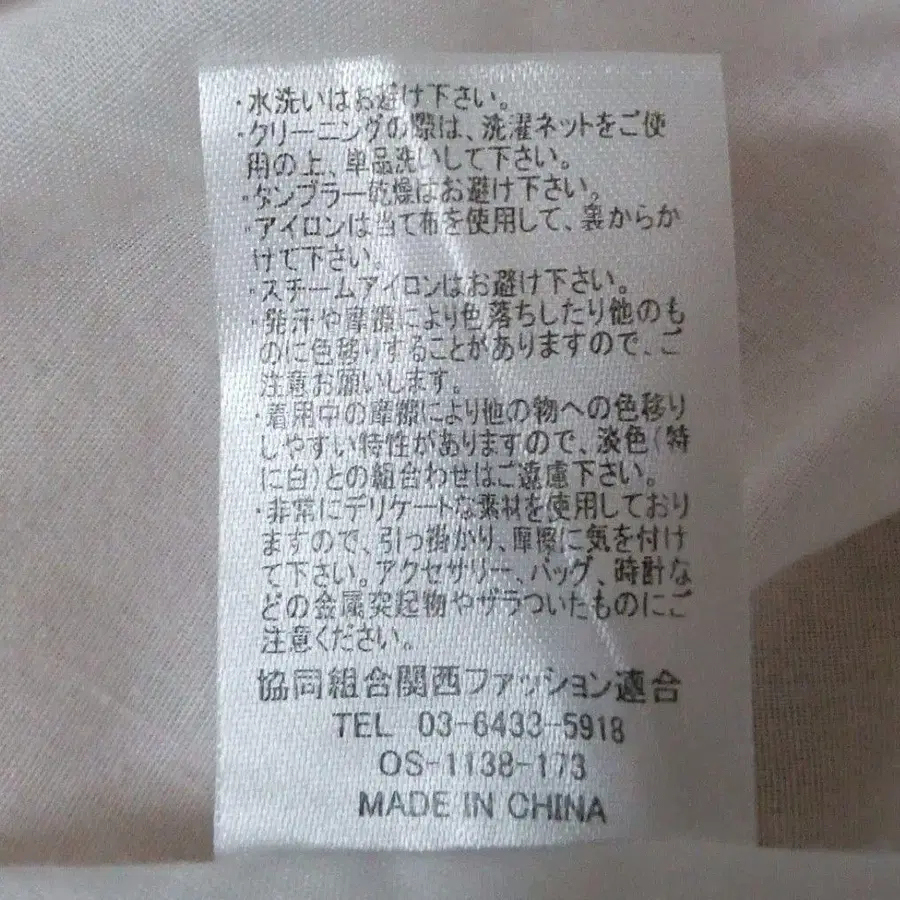 ・水洗いはお避け下さい。
・クリーニングの際は、洗濯ネットをご使
用の上、単品洗いして下さい。
・タンブラー乾燥はお避け下さい。
・アイロンは当て布を使用して、裏からか
けて下さい。
・スチームアイロンはお避け下さい。
・発汗や摩擦により色落ちしたり他のも
のに色移りすることがありますので、ご
注意お願いします。
・着用中の摩擦により他の物への色移り
しやすい特性がありますので、淡色(特
に白)との組合わせはご遠慮下さい。
・非常にデリケートな素材を使用しており
ますので、引っ掛かり、摩擦に気を付け
て下さい。アクセサリー、バッグ、時計な
どの金属突起物やザラついたものにご
注意ください。
協同組合関西ファッション連合
TEL 03-6433-5918
OS-1138-173
MADE IN CHINA